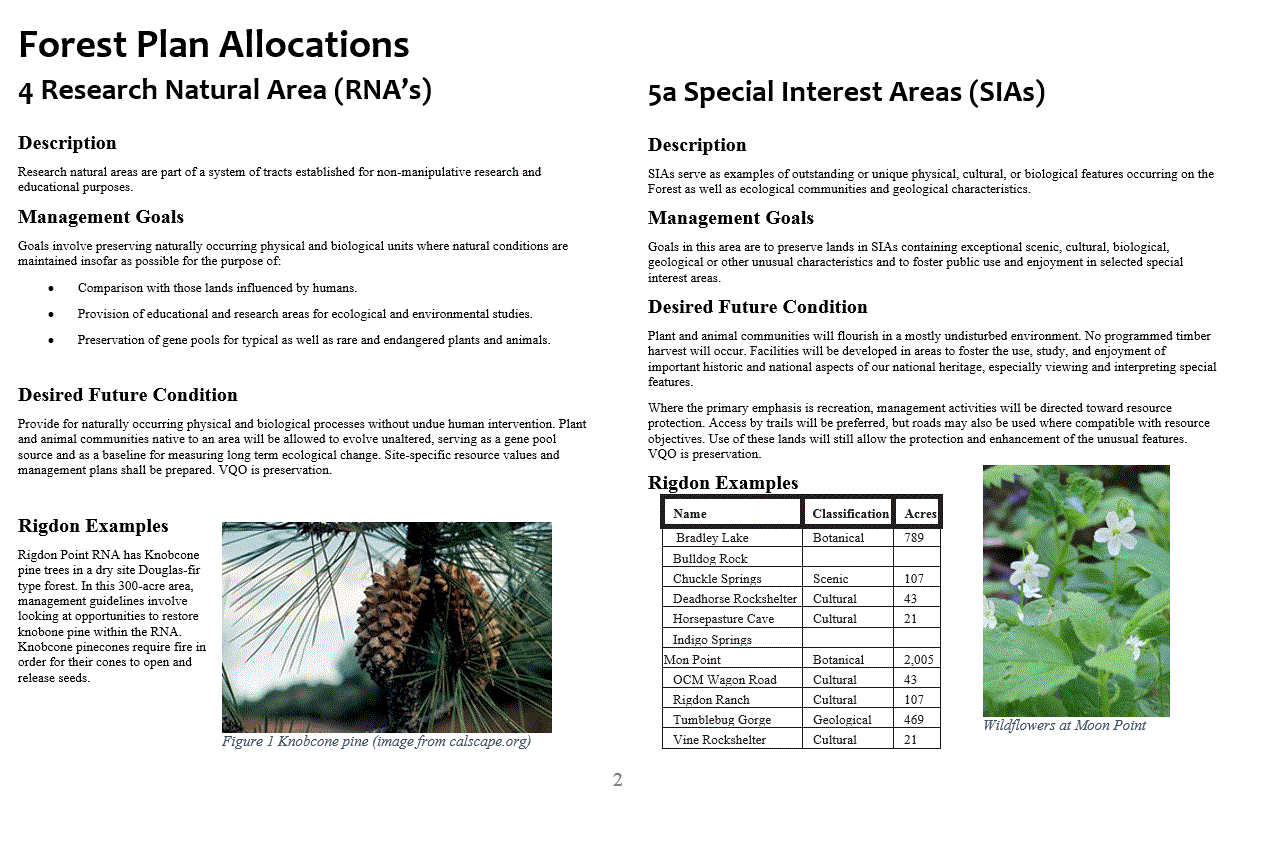 Forest Plan Allocations
4 Research Natural Area (RNA's)
Description
Research natural areas are part of a system of tracts established for non-manipulative research and
educational purposes.
Management Goals
Goals involve preserving naturally occurring physical and biological units where natural conditions are
maintained insofar as possible for the purpose of:
• Comparison with those lands influenced by humans.
• Provision of educational and research areas for ecological and environmental studies.
• Preservation of gene pools for typical as well as rare and endangered plants and animals.
Desired Future Condition
Provide for naturally occurring physical and biological processes without undue human intervention. Plant
and animal communities native to an area will be allowed to evolve unaltered, serving as a gene pool
source and as a baseline for measuring long term ecological change. Site-specific resource values and
management plans shall be prepared. VQO is preservation.
Rigdon Examples
Rigdon Point RNA has Knobcone
pine trees in a dry site Douglas-fir
type forest. In this 300-acre area,
management guidelines involve
looking at opportunities to restore
knobone pine within the RNA.
Knobcone pinecones require fire in
order for their cones to open and
release seeds.
Figure 1 Knobcone pine (image from calscape.org)
5a Special Interest Areas (SIAs)
Description
SIAs serve as examples of outstanding or unique physical, cultural, or biological features occurring on the
Forest as well as ecological communities and geological characteristics.
Management Goals
Goals in this area are to preserve lands in SIAs containing exceptional scenic, cultural, biological,
geological or other unusual characteristics and to foster public use and enjoyment in selected special
interest areas.
Desired Future Condition
Plant and animal communities will flourish in a mostly undisturbed environment. No programmed timber
harvest will occur. Facilities will be developed in areas to foster the use, study, and enjoyment of
important historic and national aspects of our national heritage, especially viewing and interpreting special
features.
Where the primary emphasis is recreation, management activities will be directed toward resource
protection. Access by trails will be preferred, but roads may also be used where compatible with resource
objectives. Use of these lands will still allow the protection and enhancement of the unusual features.
VQO is preservation.
Rigdon Examples
Name Classification Acres
Bradley Lake Botanical 789
Bulldog Rock
Chuckle Springs Scenic 107
Deadhorse Rockshelter Cultural 43
Horsepasture Cave Cultural 21
Indigo Springs
Mon Point Botanical 2,005
OCM Wagon Road Cultural 43
Rigdon Ranch Cultural 107
Tumblebug Gorge Geological 469
Vine Rockshelter Cultural 21
Wildflowers at Moon Point
2